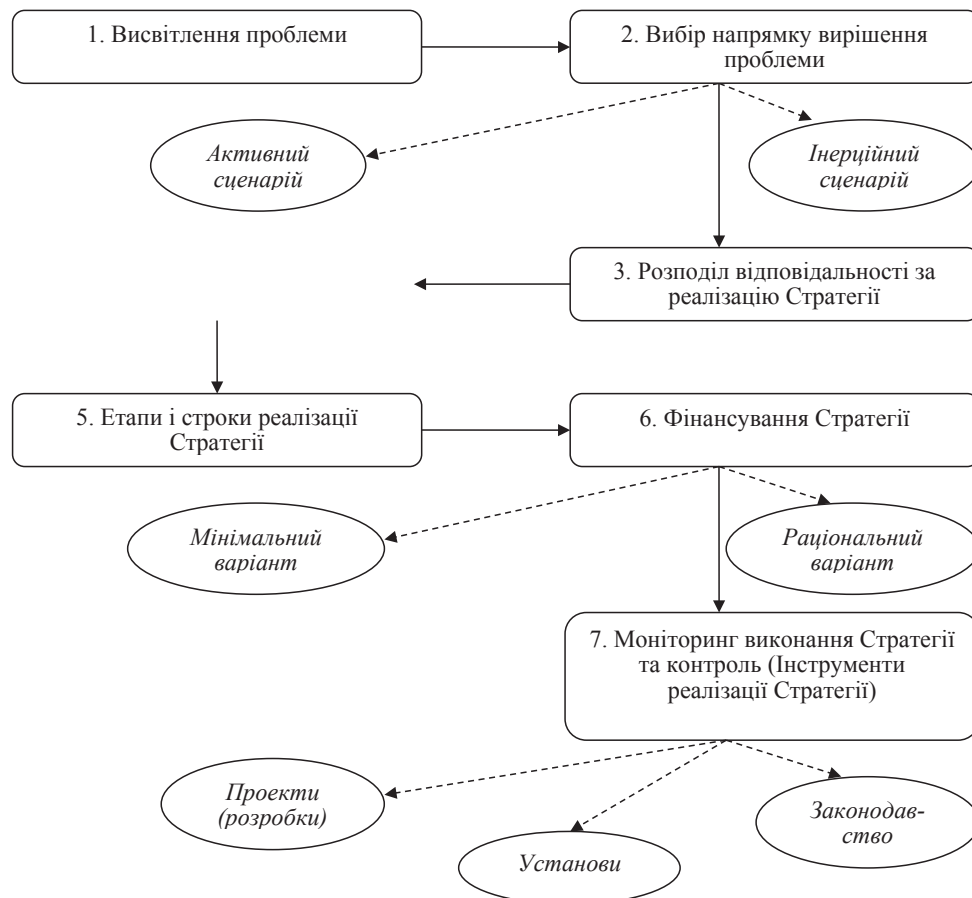 1. Висвітлення проблеми
2. Вибір напрямку вирішення
проблеми
Активний
сценарій
Інерційний
сценарій
3. Розподіл відповідальності за
реалізацію Стратегії
5. Етапи і строки реалізації
Стратегії
6. Фінансування Стратегії
Мінімальний
варіант
Раціональний
варіант
7. Моніторинг виконання Стратегії
та контроль (Інструменти
реалізації Стратегії)
Проекти
(розробки)
Установи
Законодав-
ство